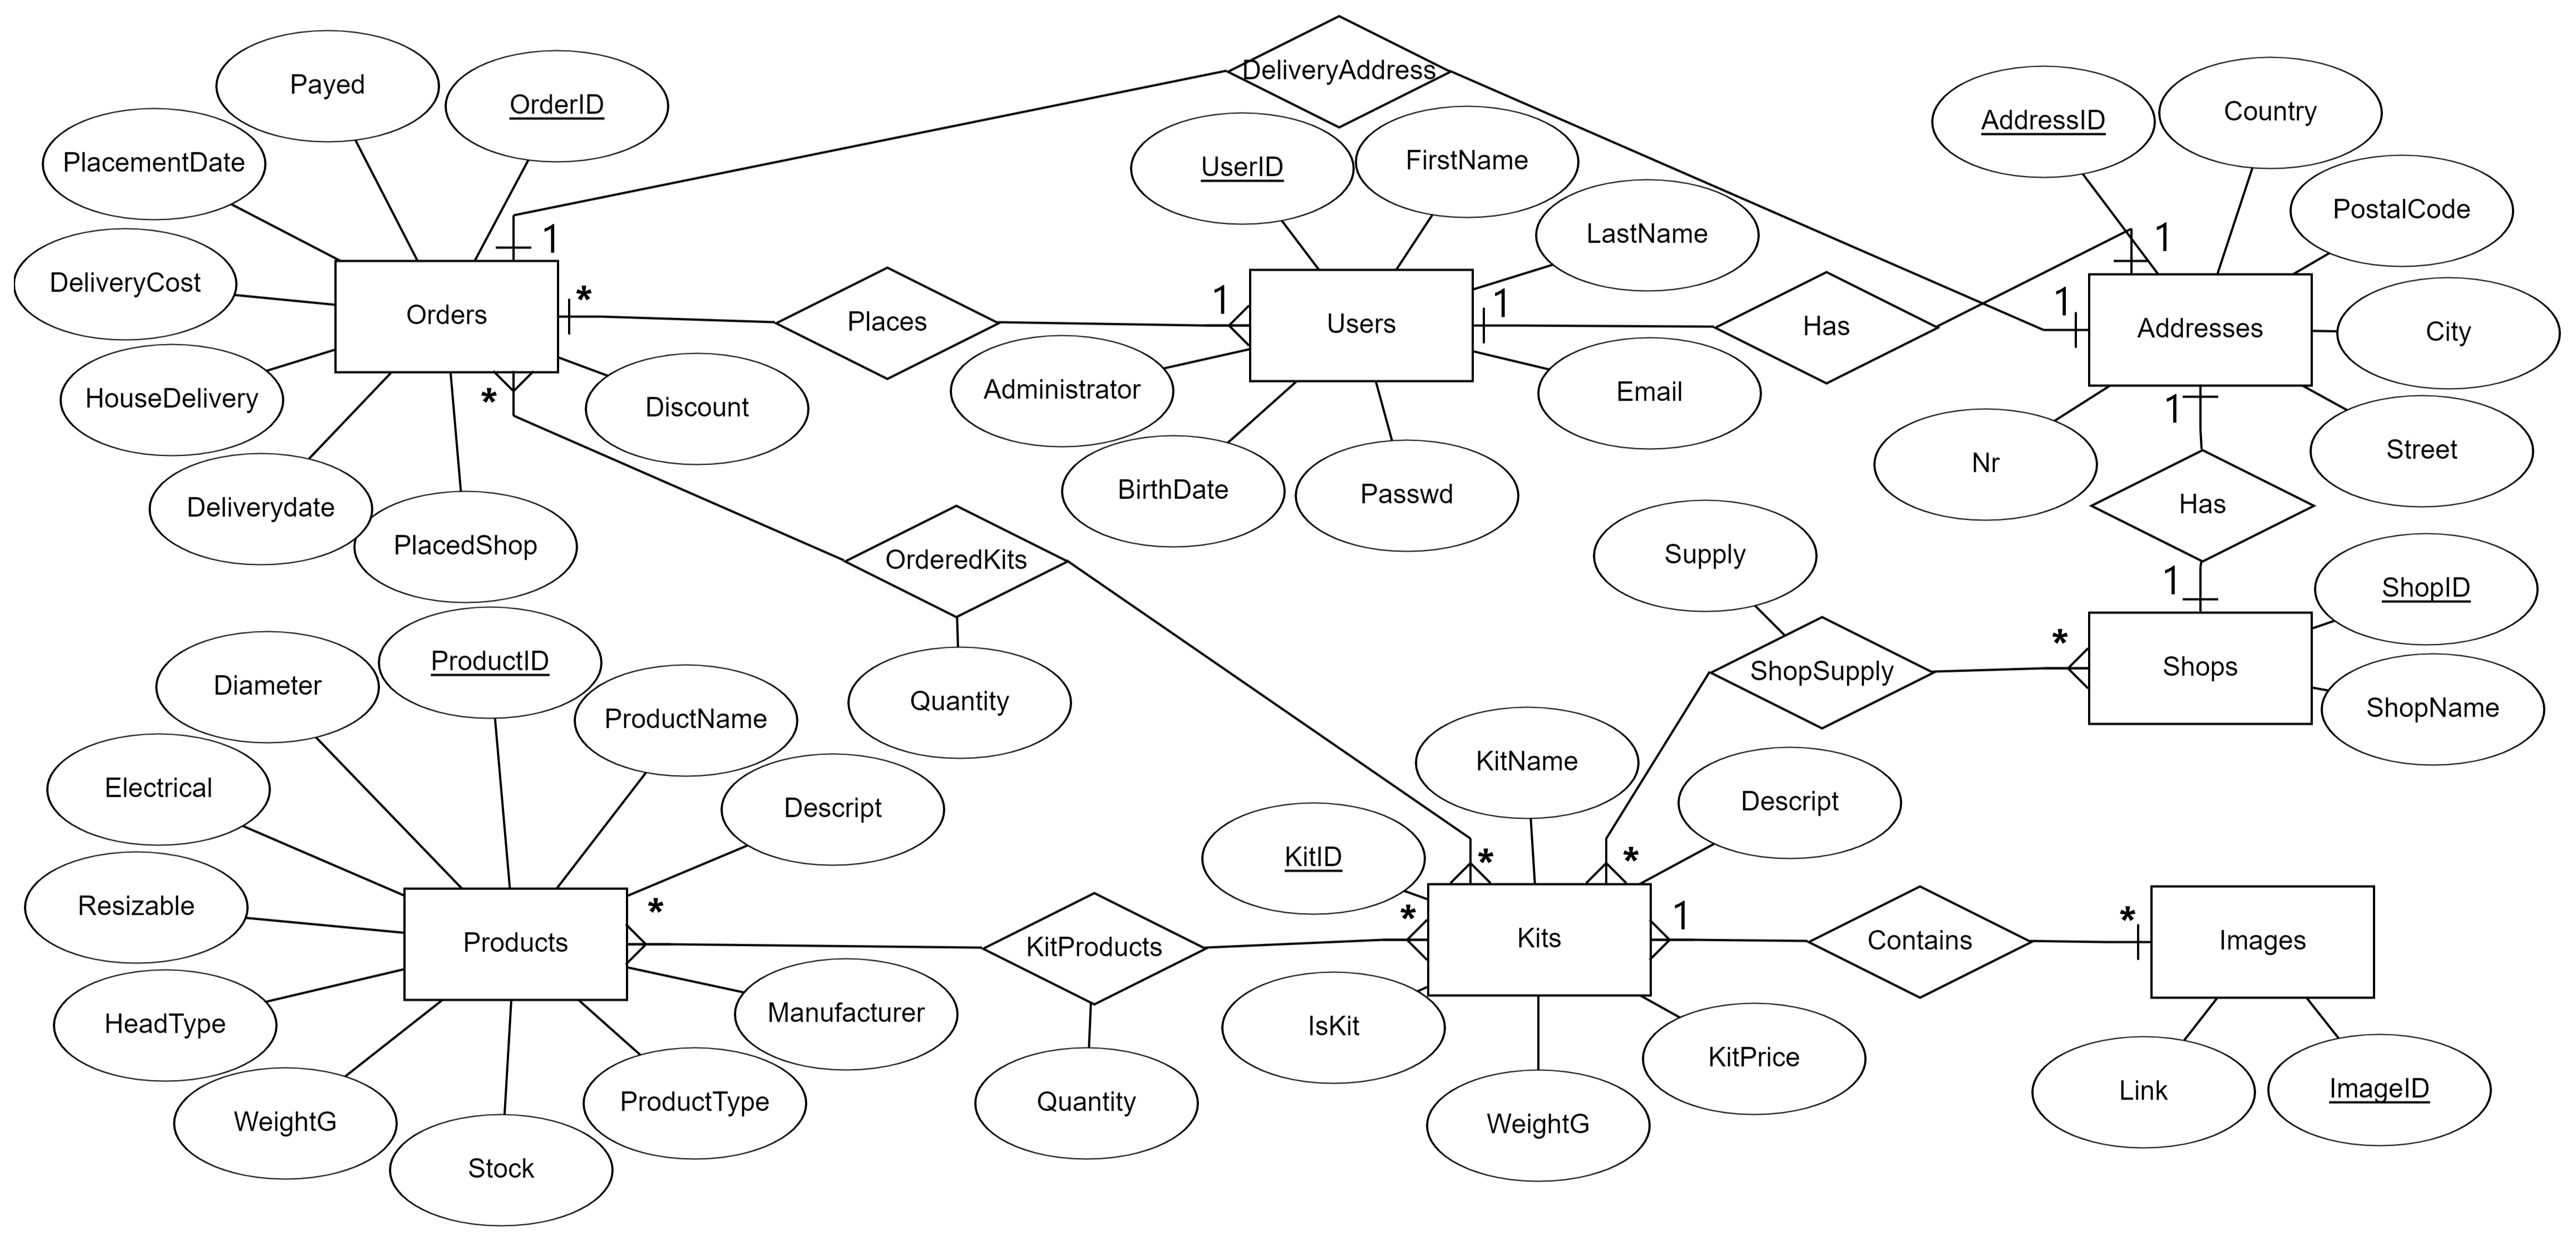 DeliveryAddress
Payed
OrderID
PlacementDate
DeliveryCost
HouseDelivery
Deliverydate
PlacedShop
Discount
Orders
1
*
*
Places
1
Users
1
UserID
FirstName
LastName
Administrator
BirthDate
Passwd
Email
Has
1
1
Addresses
AddressID
Country
PostalCode
City
Street
Nr
1
Has
1
Shops
ShopID
ShopName
*
ShopSupply
Supply
*
OrderedKits
Quantity
*
Products
ProductID
Diameter
Electrical
Resizable
HeadType
WeightG
Stock
ProductType
Manufacturer
Descript
ProductName
*
KitProducts
Quantity
*
Kits
KitID
KitName
Descript
IsKit
WeightG
KitPrice
1
Contains
*
Images
Link
ImageID